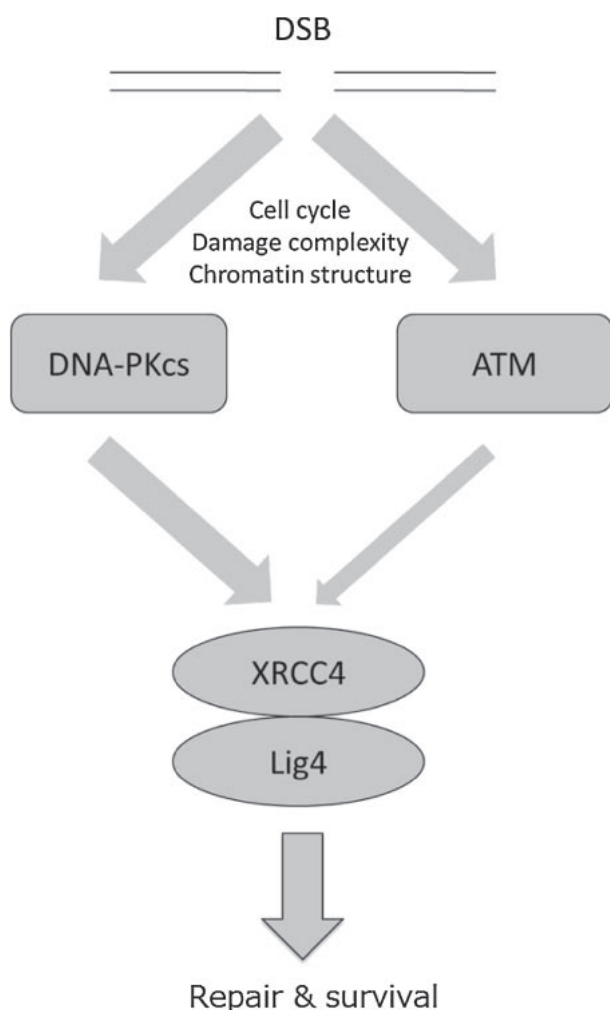 DSB
Cell cycle
Damage complexity
Chromatin structure
DNA-PKcs
ATM
XRCC4
Lig4
Repair & survival